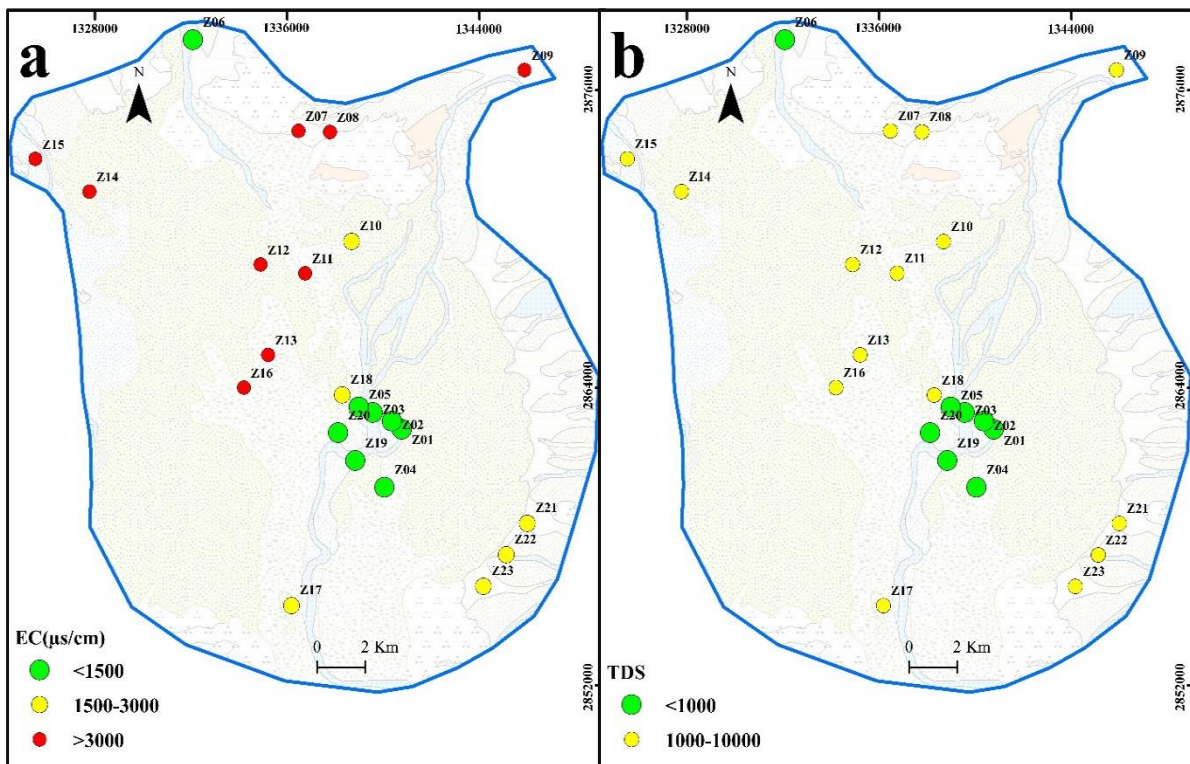 a
1328000 1336000 1344000
N
Z06
Z09
2876000
Z07 Z08
Z15
Z14
Z10
Z12
Z11
Z13
Z16
2864000
Z18
Z05
Z03
Z20 Z02
Z01
Z19
Z04
Z21
Z22
Z23
Z17
0 2 Km
EC(µs/cm)
<1500
1500-3000
>3000
2852000
b
1328000 1336000 1344000
N
Z06
Z09
2876000
Z07 Z08
Z15
Z14
Z10
Z12
Z11
Z13
Z16
2864000
Z18
Z05
Z03
Z20 Z02
Z01
Z19
Z04
Z21
Z22
Z23
Z17
0 2 Km
TDS
<1000
1000-10000
2852000